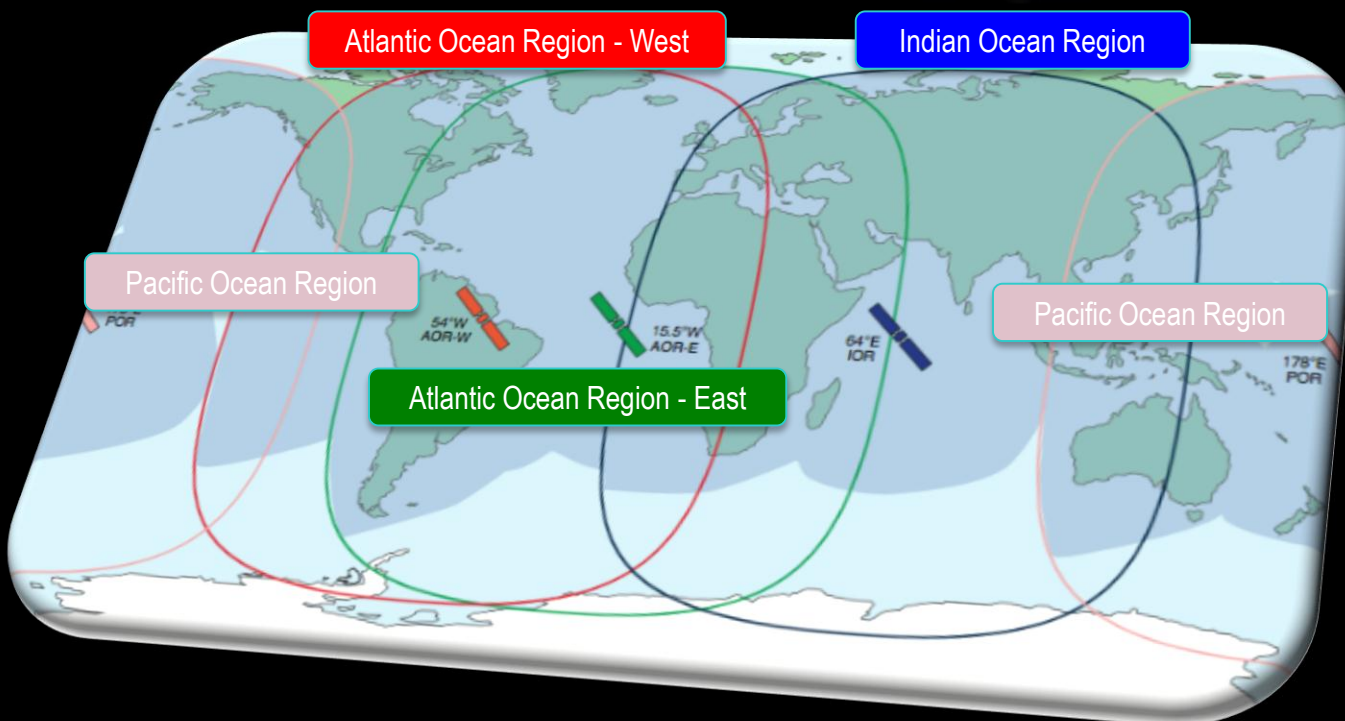 Atlantic Ocean Region - West
Indian Ocean Region
Pacific Ocean Region
POR
54°W
AOR-W
15.5°W
AOR-E
64°E
IOR
Pacific Ocean Region
178°E
POR
Atlantic Ocean Region - East